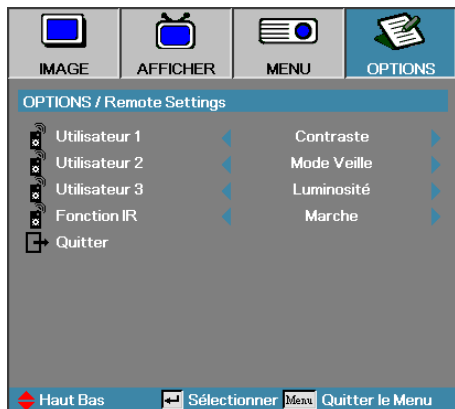 IMAGE AFFICHER MENU OPTIONS
OPTIONS / Remote Settings
Utilisateur 1 Contraste
Utilisateur 2 Mode Veille
Utilisateur 3 Luminosité
Fonction IR Marche
Quitter
Haut Bas Sélectionner Menu Quitter le Menu